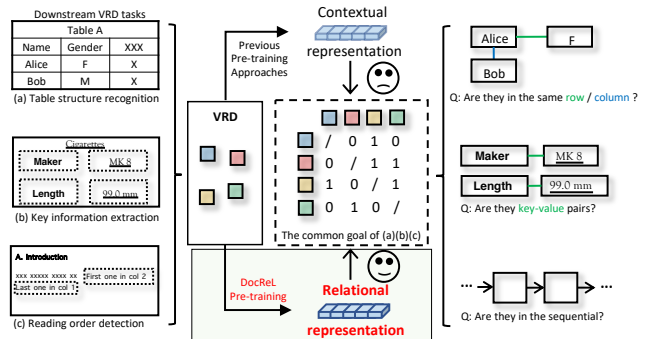 Downstream VRD tasks
Table A
Name Gender XXX
Alice F X
Bob M X
(a) Table structure recognition
Cigarettes
Maker MK 8
Length 99.0 mm
(b) Key information extraction
A. Introduction
xxx xxxxx xxxx xx
First one in col 2
Last one in col 1
(c) Reading order detection
Previous
Pre-training
Approaches
Contextual
representation
VRD
/ 0 1 0
0 / 1 1
1 0 / 1
0 1 0 /
The common goal of (a)(b)(c)
DocReL
Pre-training
Relational
representation
Alice F
Bob
Q: Are they in the same row / column ?
Maker MK 8
Length 99.0 mm
Q: Are they key-value pairs?
... ...
Q: Are they in the sequential?